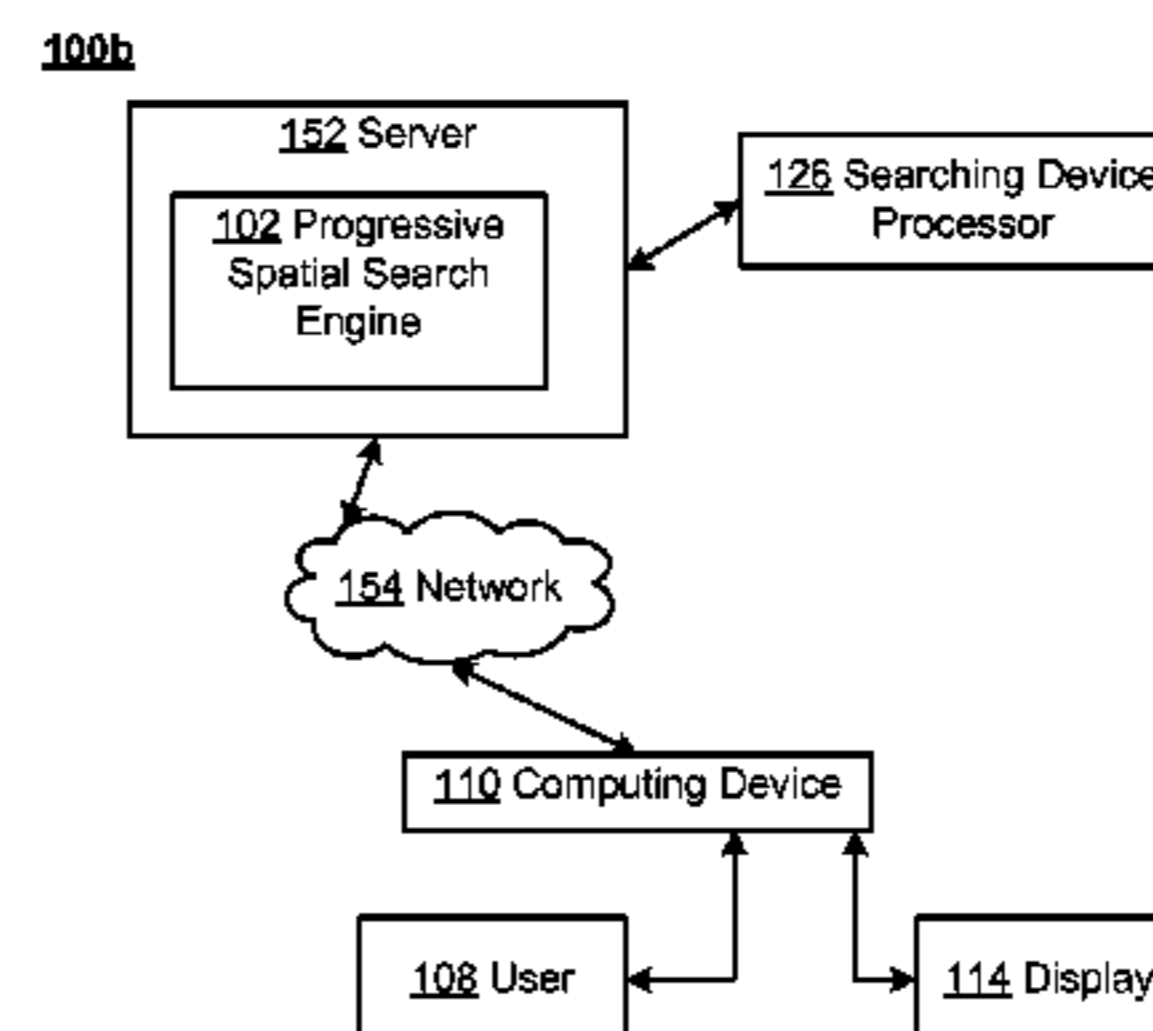 100b
152 Server
126 Searching Device
Processor
102 Progressive
Spatial Search
Engine
154 Network
110 Computing Device
108 User
114 Display